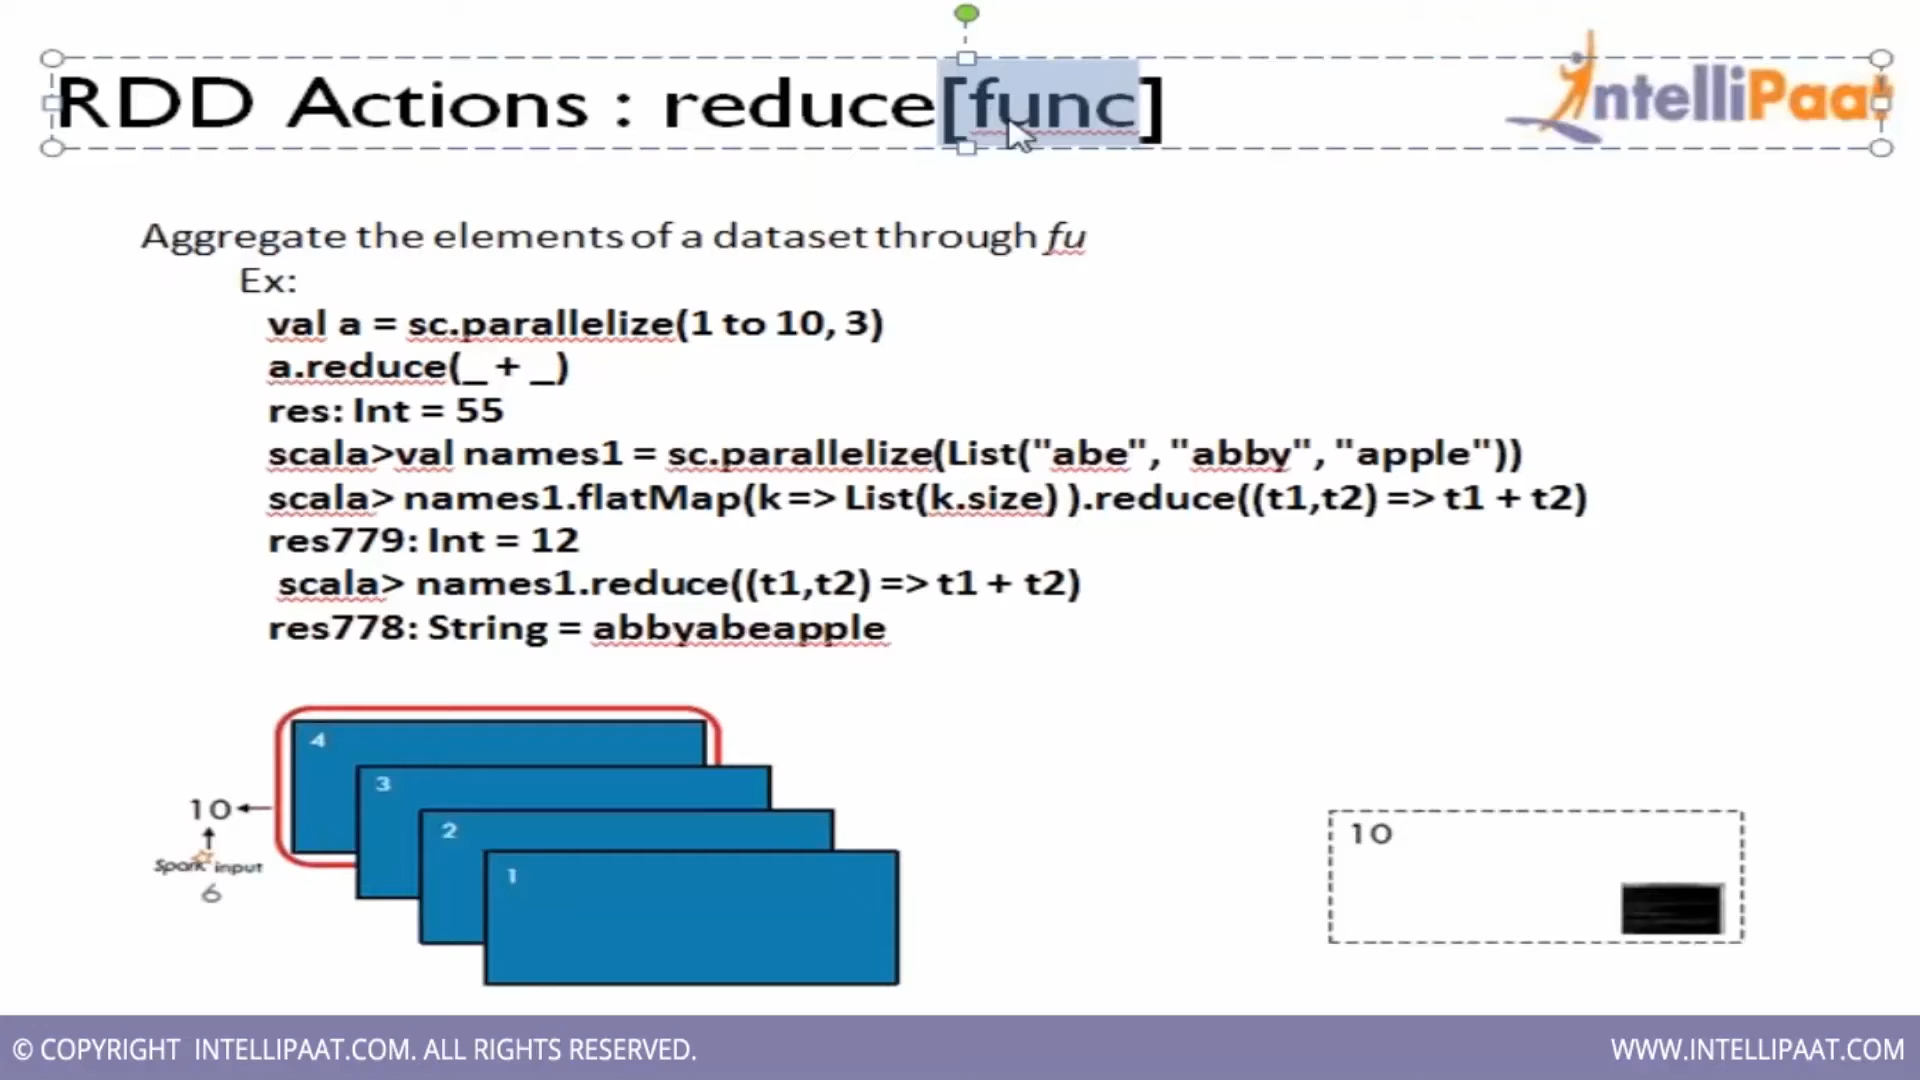 RDD Actions : reduce[func]
IntelliPaat
Aggregate the elements of a dataset through fu
Ex:
val a = sc.parallelize(1 to 10, 3)
a.reduce(_ + _)
res: Int = 55
scala>val names1 = sc.parallelize(List("abe", "abby", "apple"))
scala> names1.flatMap(k => List(k.size) ).reduce((t1,t2) => t1 + t2)
res779: Int = 12
scala> names1.reduce((t1,t2) => t1 + t2)
res778: String = abbyabeapple
4
3
2
1
10
Spark input
6
10
© COPYRIGHT INTELLIPAAT.COM. ALL RIGHTS RESERVED.
WWW.INTELLIPAAT.COM